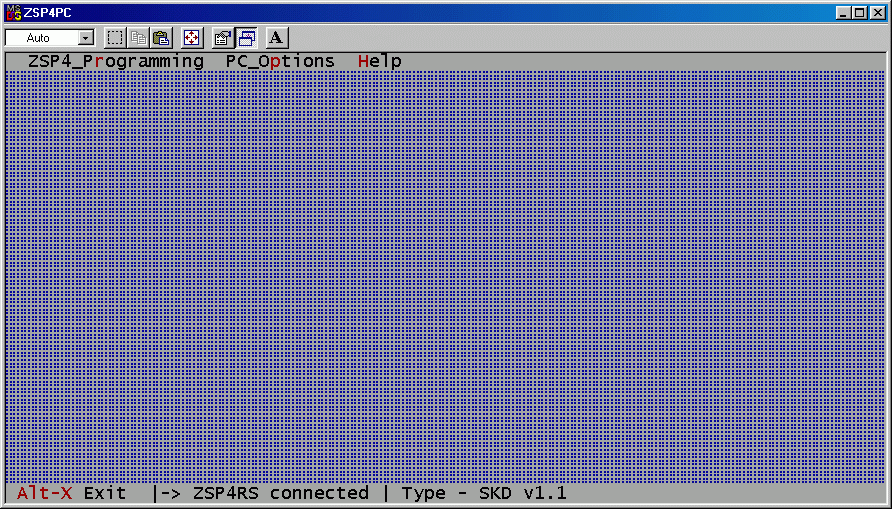 ZSP4PC
Auto A
ZSP4_Programming PC_Options Help
Alt-X Exit |-> ZSP4RS connected | Type - SKD v1.1